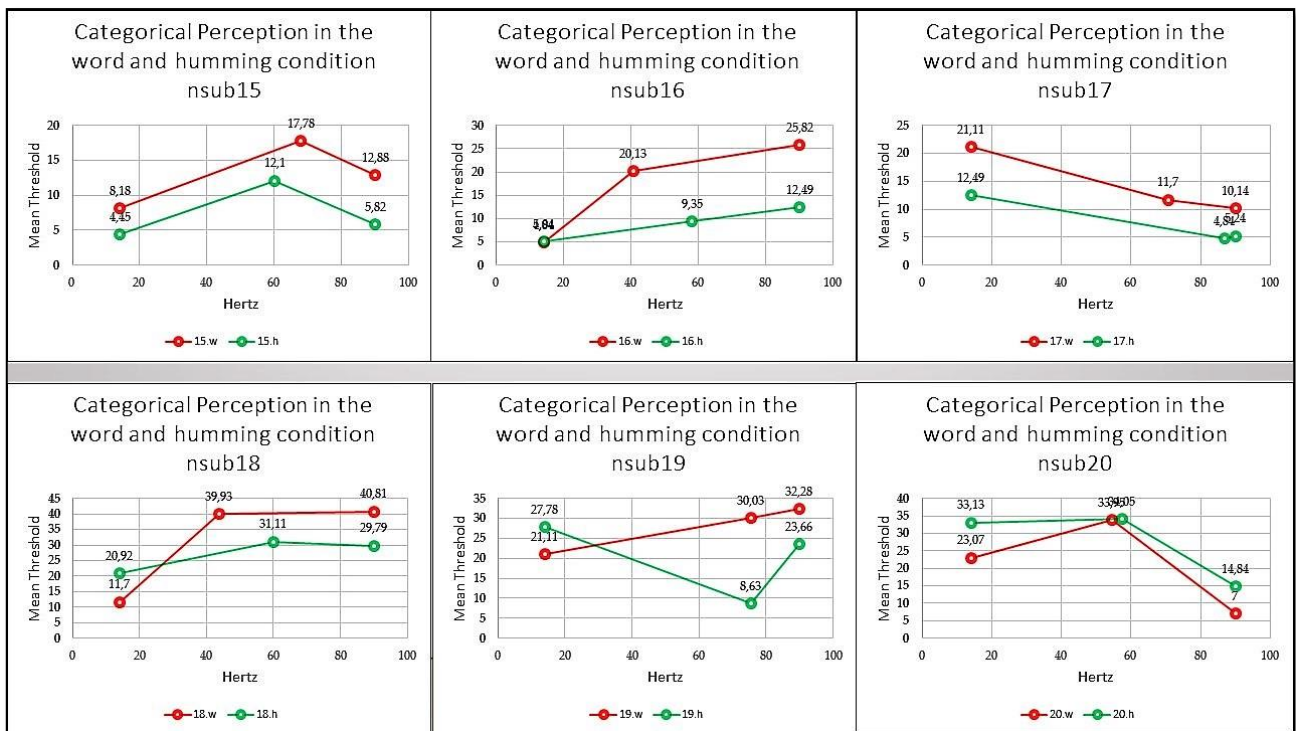 Categorical Perception in the
word and humming condition
nsub15
Mean Threshold
20
15
10
5
0
8,18
4,45
17,78
12,1
12,88
5,82
0 20 40 60 80 100
Hertz
15.w 15.h
Categorical Perception in the
word and humming condition
nsub16
Mean Threshold
30
25
20
15
10
5
0
20,13
9,35
25,82
12,49
0 20 40 60 80 100
Hertz
16.w 16.h
Categorical Perception in the
word and humming condition
nsub17
Mean Threshold
25
20
15
10
5
0
21,11
12,49
11,7
10,14
5,24
0 20 40 60 80 100
Hertz
17.w 17.h
Categorical Perception in the
word and humming condition
nsub18
Mean Threshold
45
40
35
30
25
20
15
10
5
0
20,92
11,7
39,93
31,11
40,81
29,79
0 20 40 60 80 100
Hertz
18.w 18.h
Categorical Perception in the
word and humming condition
nsub19
Mean Threshold
35
30
25
20
15
10
5
0
27,78
21,11
30,03
8,63
32,28
23,66
0 20 40 60 80 100
Hertz
19.w 19.h
Categorical Perception in the
word and humming condition
nsub20
Mean Threshold
40
35
30
25
20
15
10
5
0
33,13
23,07
14,84
7
0 20 40 60 80 100
Hertz
20.w 20.h